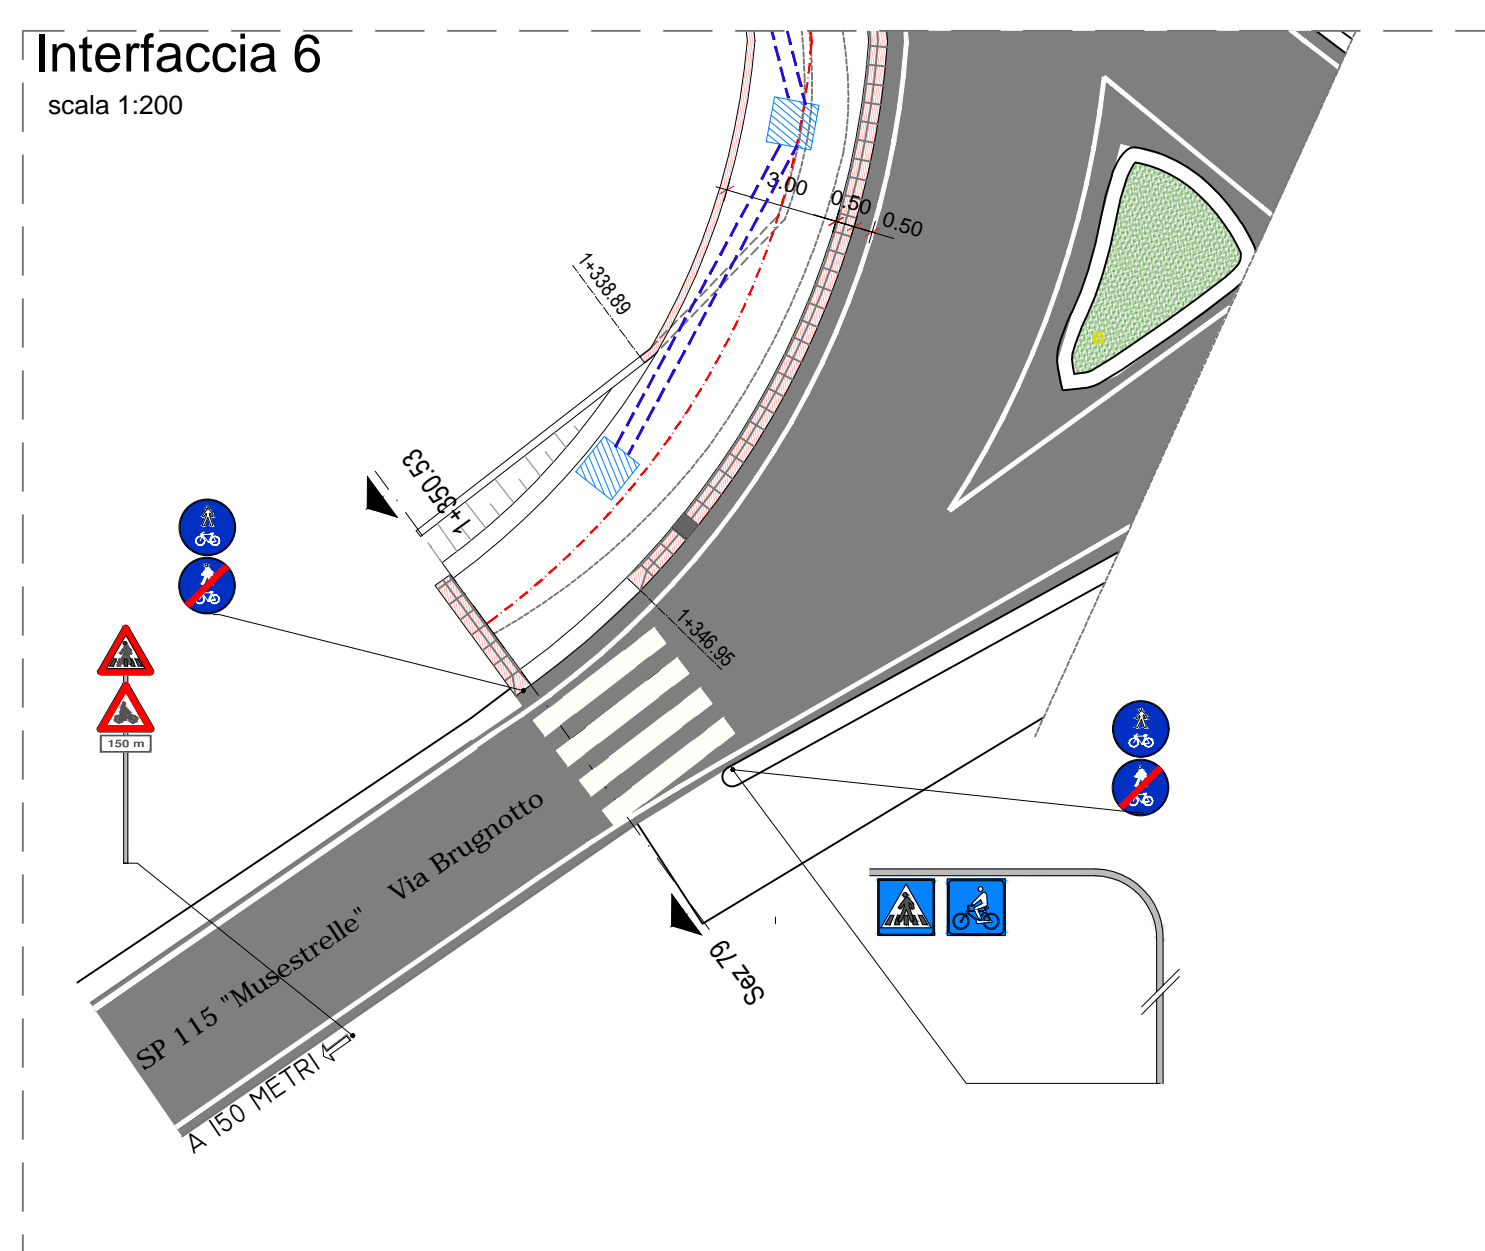 Interfaccia 6
scala 1:200
3.00
0.50
0.50
1+338.89
1+350.53
1+346.95
150 m
Via Brugnotto
SP 115 "Musestrelle"
Sez 79
A 150 METRI